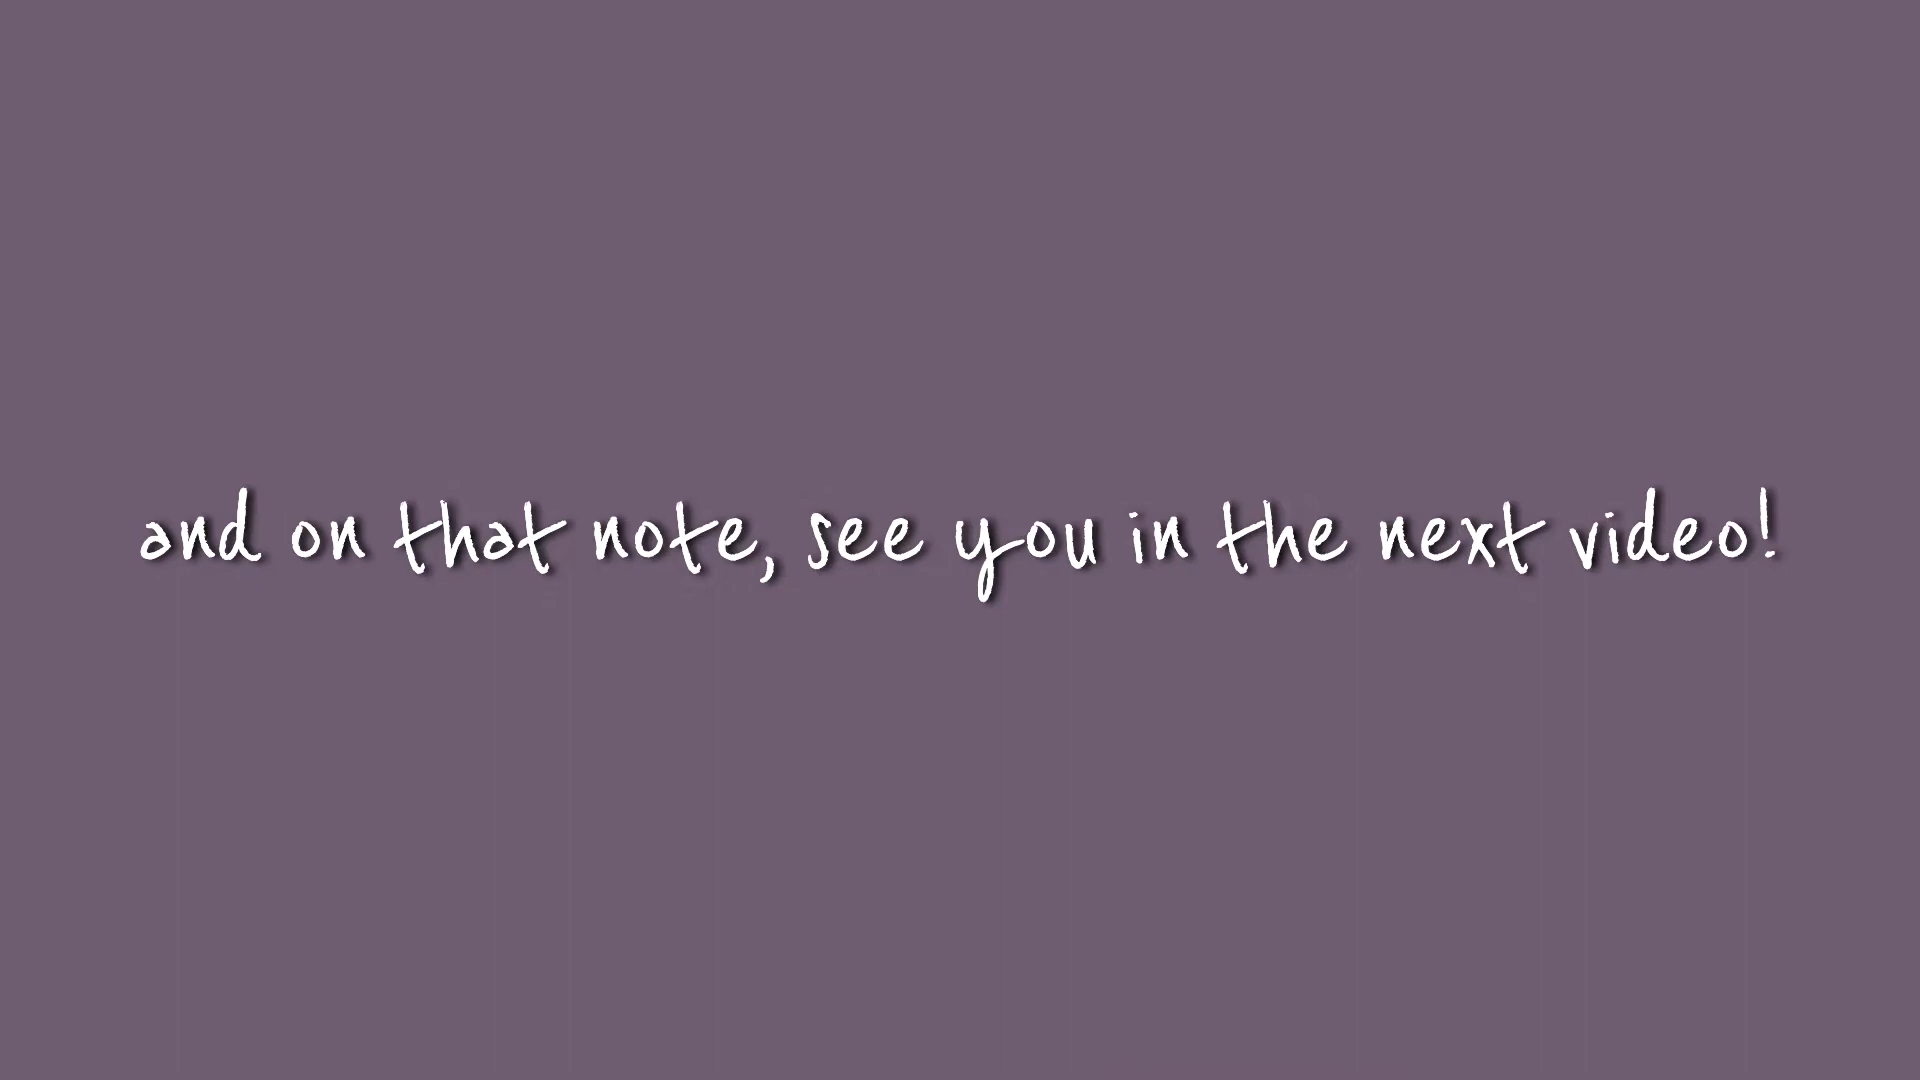 and on that note, see you in the next video!